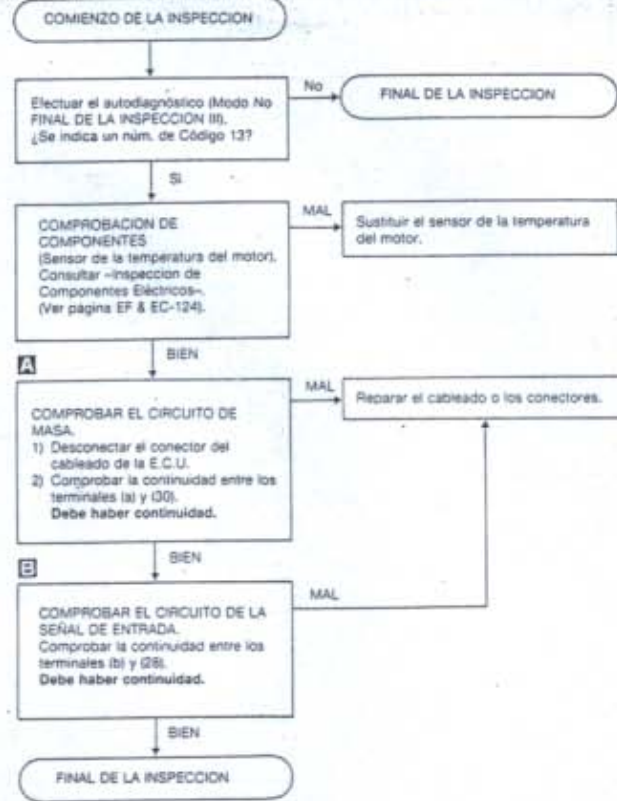 COMIENZO DE LA INSPECCION
Efectuar el autodiagnóstico (Modo No
FINAL DE LA INSPECCION III).
¿Se indica un núm. de Código 13?
No
FINAL DE LA INSPECCION
SI
COMPROBACION DE
COMPONENTES
(Sensor de la temperatura del motor).
Consultar –Inspeccion de
Componentes Eléctricos–.
(Ver página EF & EC-124).
MAL
Sustituir el sensor de la temperatura
del motor.
BIEN
A
COMPROBAR EL CIRCUITO DE
MASA.
1) Desconectar el conector del
cableado de la E.C.U.
2) Comprobar la continuidad entre los
terminales (a) y (30).
Debe haber continuidad.
MAL
Reparar el cableado o los conectores.
BIEN
B
COMPROBAR EL CIRCUITO DE LA
SEÑAL DE ENTRADA.
Comprobar la continuidad entre los
terminales (b) y (28).
Debe haber continuidad.
MAL
BIEN
FINAL DE LA INSPECCION